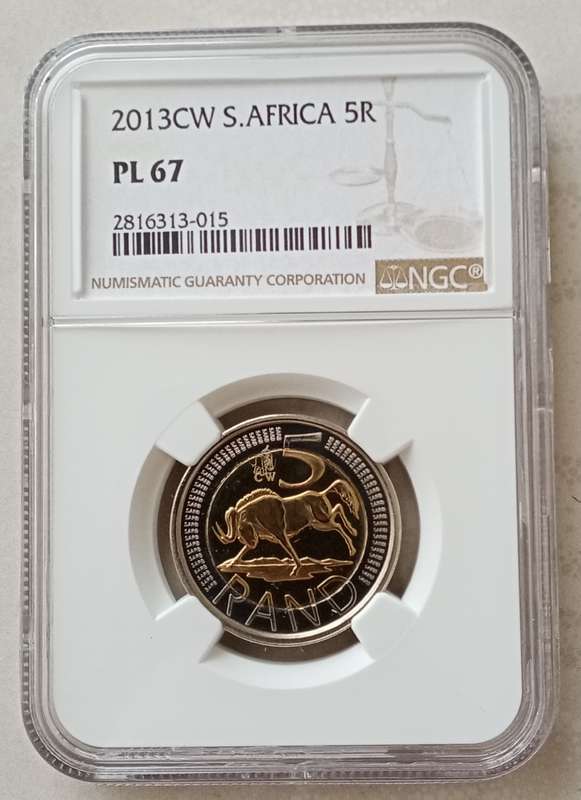 2013CW S.AFRICA 5R
PL 67
2816313-015
NUMISMATIC GUARANTY CORPORATION
NGC®
5
CW
RAND